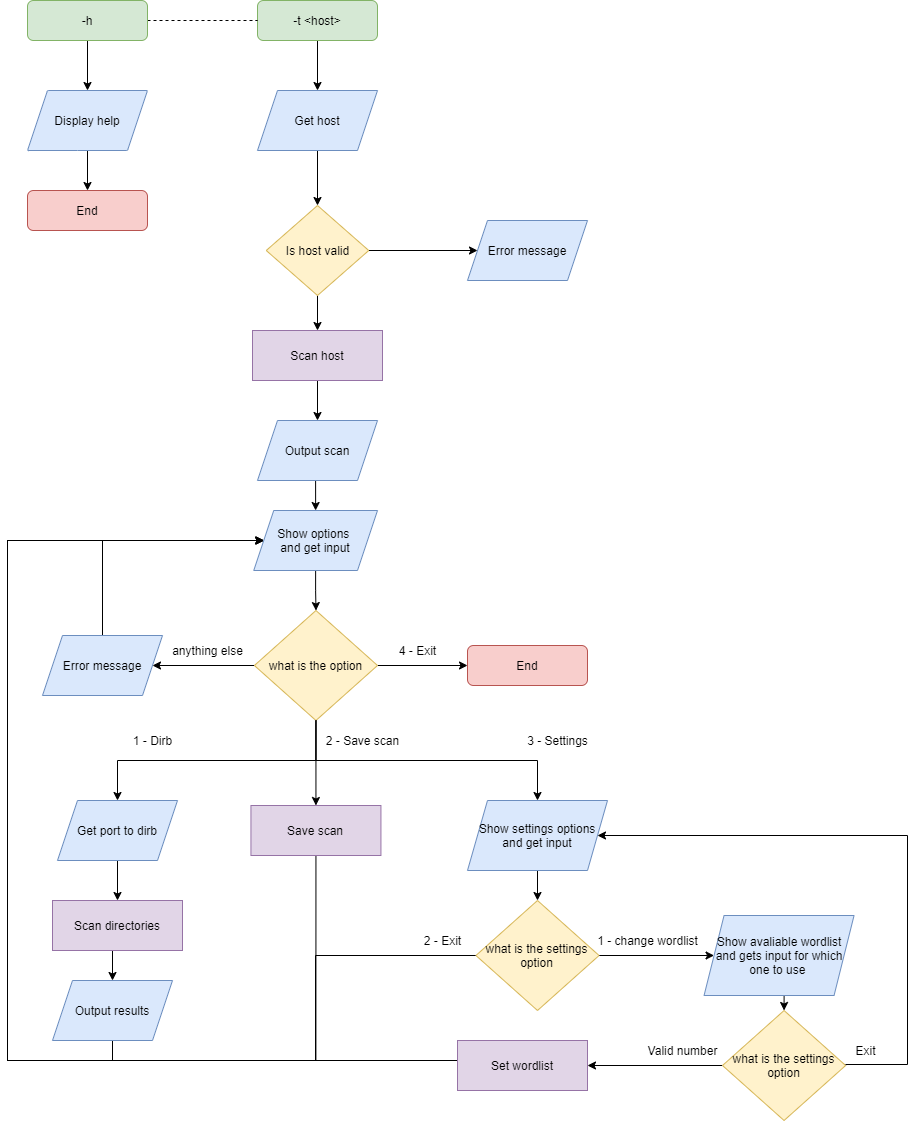 -h
-t <host>
Display help
Get host
End
Is host valid
Error message
Scan host
Output scan
Show options
and get input
anything else
4 - Exit
Error message
what is the option
End
1 - Dirb
2 - Save scan
3 - Settings
Get port to dirb
Save scan
Show settings options
and get input
Scan directories
2 - Exit
what is the settings
option
1 - change wordlist
Show avaliable wordlist
and gets input for which
one to use
Output results
Set wordlist
Valid number
what is the settings
option
Exit